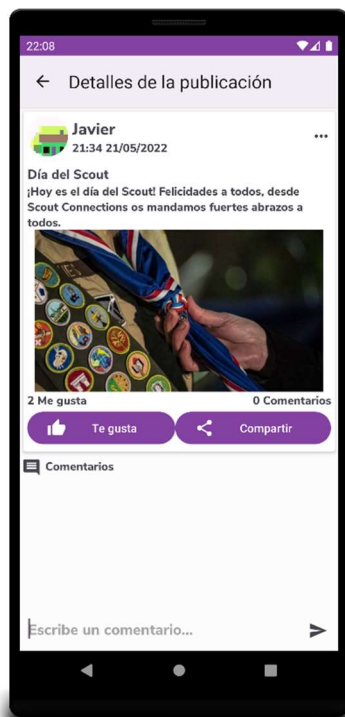 22:08
Detalles de la publicación
Javier
21:34 21/05/2022
Día del Scout
¡Hoy es el día del Scout! Felicidades a todos, desde
Scout Connections os mandamos fuertes abrazos a
todos.
2 Me gusta 0 Comentarios
Te gusta Compartir
Comentarios
Escribe un comentario...